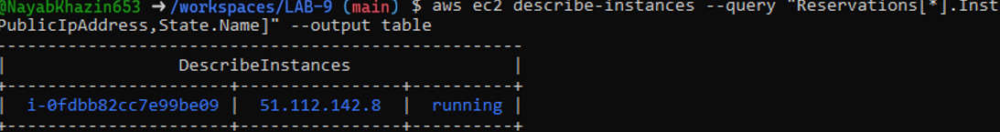 @NayabKhazin653 ➜/workspaces/LAB-9 (main) $ aws ec2 describe-instances --query "Reservations[*].Inst
PublicIpAddress,State.Name]" --output table
-------------------------------------------------
|                DescribeInstances              |
+----------------------+----------------+----------+
|  i-0fdbb82cc7e99be09 |  51.112.142.8  |  running |
+----------------------+----------------+----------+